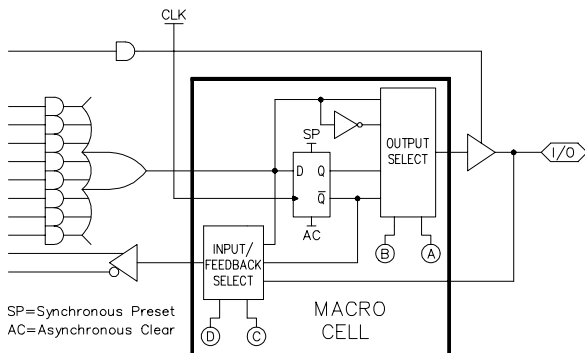 CLK
SP
OUTPUT
SELECT
I/O
D Q
Q
AC
B A
INPUT/
FEEDBACK
SELECT
SP=Synchronous Preset
AC=Asynchronous Clear
MACRO
CELL
D C